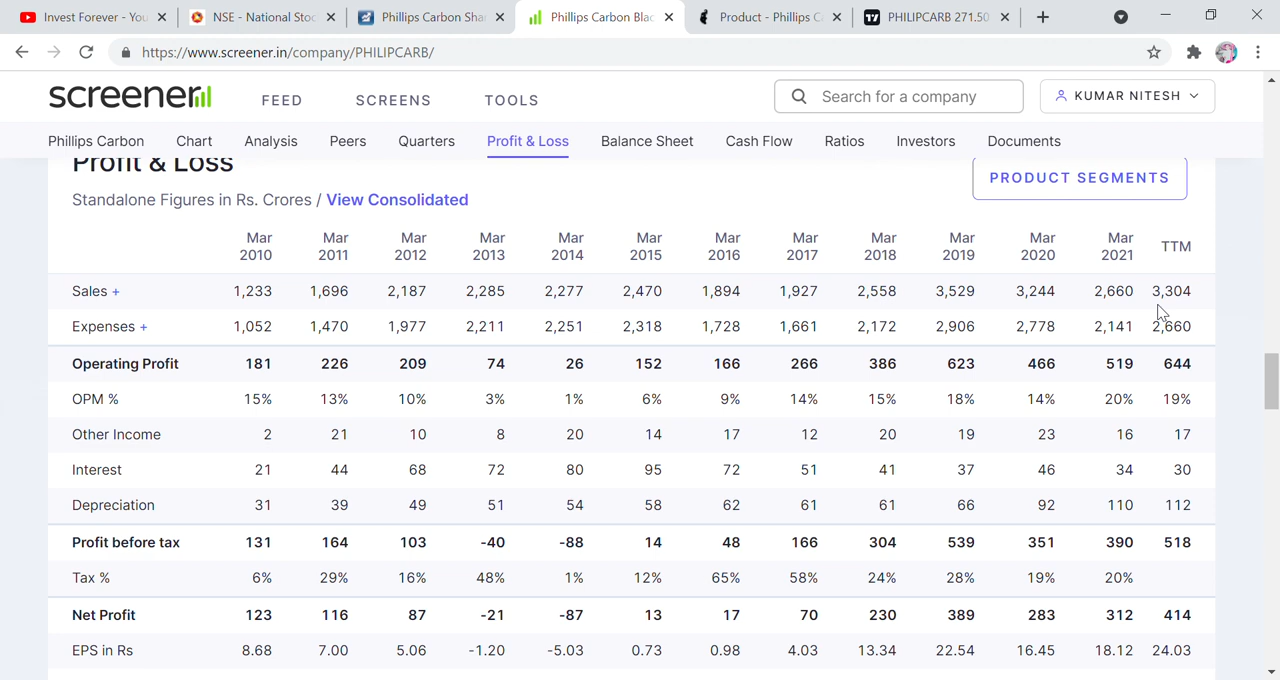 Invest Forever - You
NSE - National Stoc
Phillips Carbon Shar
Phillips Carbon Blac
Product - Phillips C
PHILIPCARB 271.50
https://www.screener.in/company/PHILIPCARB/
screener
FEED
SCREENS
TOOLS
Search for a company
KUMAR NITESH
Phillips Carbon Chart Analysis Peers Quarters Profit & Loss Balance Sheet Cash Flow Ratios Investors Documents
Profit & Loss
PRODUCT SEGMENTS
Standalone Figures in Rs. Crores / View Consolidated
Mar 2010 Mar 2011 Mar 2012 Mar 2013 Mar 2014 Mar 2015 Mar 2016 Mar 2017 Mar 2018 Mar 2019 Mar 2020 Mar 2021 TTM
Sales + 1,233 1,696 2,187 2,285 2,277 2,470 1,894 1,927 2,558 3,529 3,244 2,660 3,304
Expenses + 1,052 1,470 1,977 2,211 2,251 2,318 1,728 1,661 2,172 2,906 2,778 2,141 2,660
Operating Profit 181 226 209 74 26 152 166 266 386 623 466 519 644
OPM % 15% 13% 10% 3% 1% 6% 9% 14% 15% 18% 14% 20% 19%
Other Income 2 21 10 8 20 14 17 12 20 19 23 16 17
Interest 21 44 68 72 80 95 72 51 41 37 46 34 30
Depreciation 31 39 49 51 54 58 62 61 61 66 92 110 112
Profit before tax 131 164 103 -40 -88 14 48 166 304 539 351 390 518
Tax % 6% 29% 16% 48% 1% 12% 65% 58% 24% 28% 19% 20%
Net Profit 123 116 87 -21 -87 13 17 70 230 389 283 312 414
EPS in Rs 8.68 7.00 5.06 -1.20 -5.03 0.73 0.98 4.03 13.34 22.54 16.45 18.12 24.03